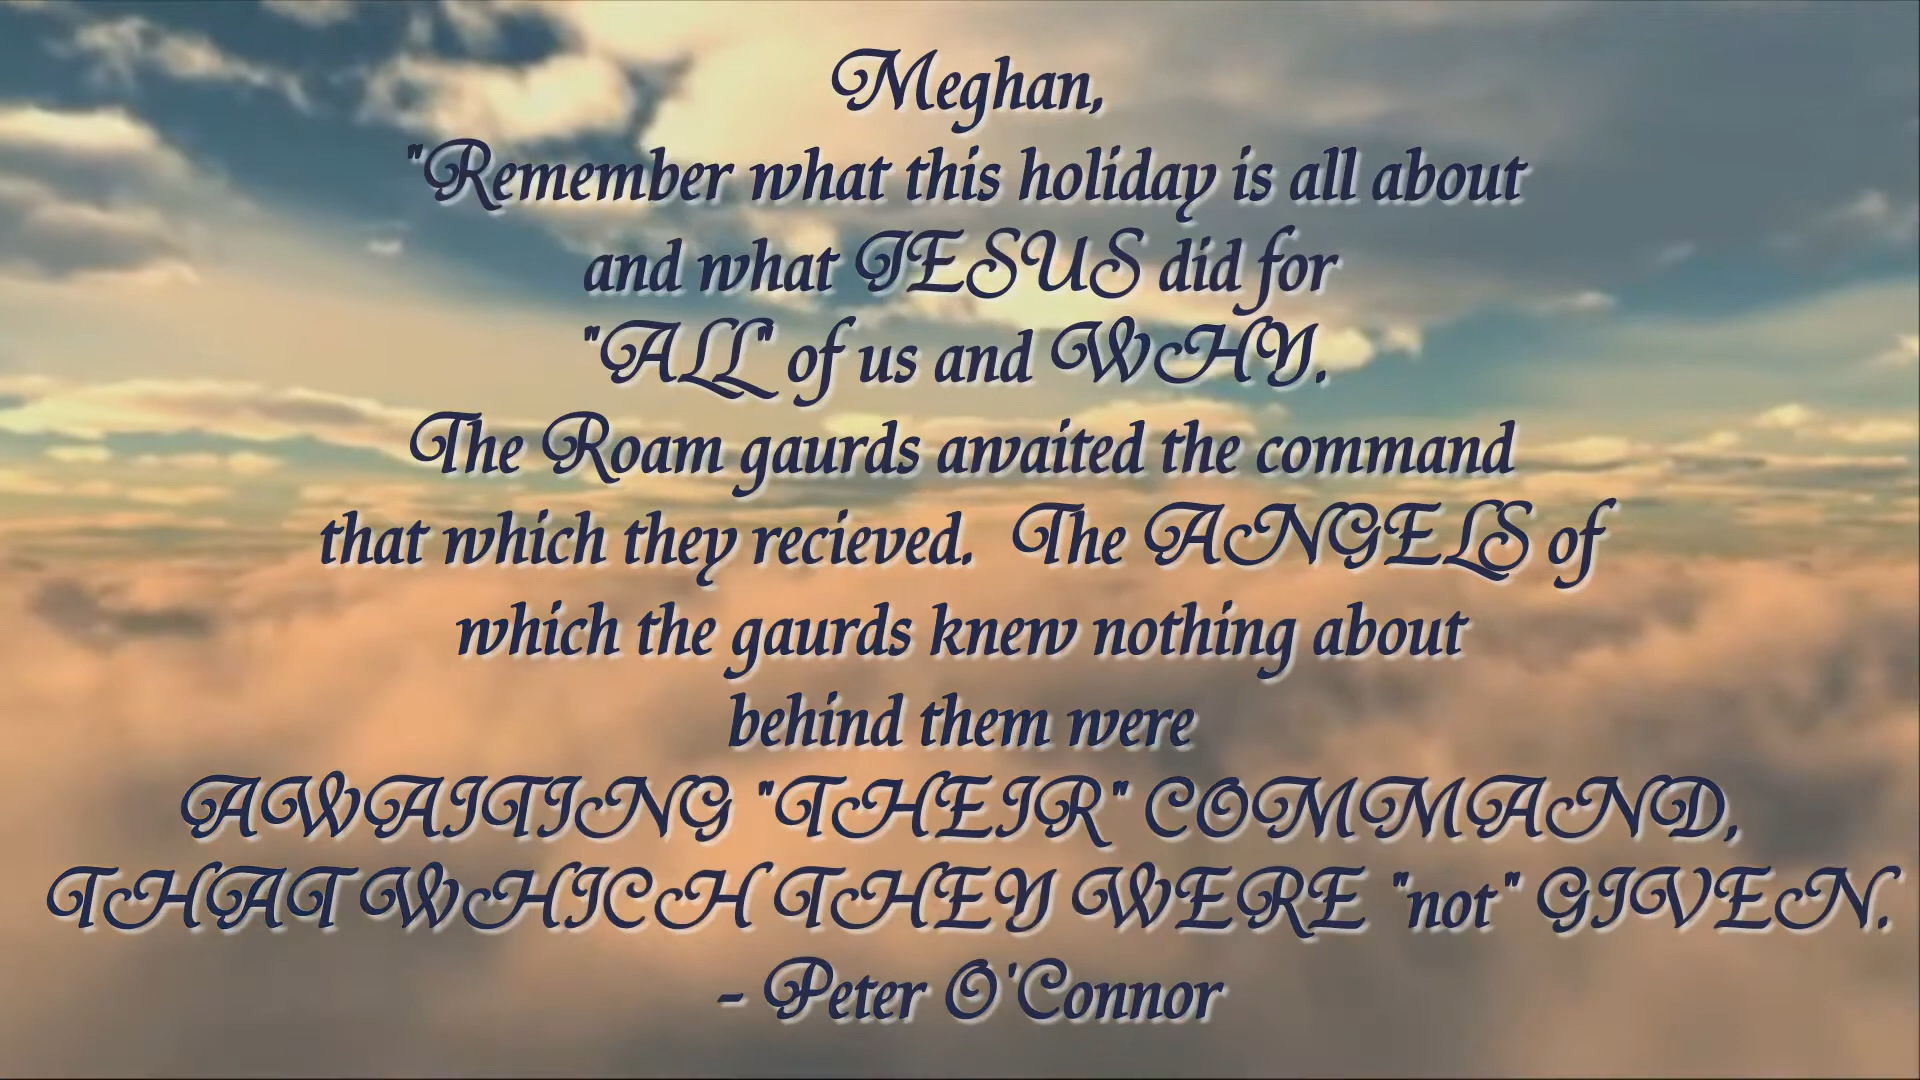 Meghan,
"Remember what this holiday is all about
and what JESUS did for
"ALL" of us and WHY.
The Roam gaurds awaited the command
that which they recieved. The ANGELS of
which the gaurds knew nothing about
behind them were
AWAITING "THEIR" COMMAND,
THAT WHICH THEY WERE "not" GIVEN.
- Peter O'Connor